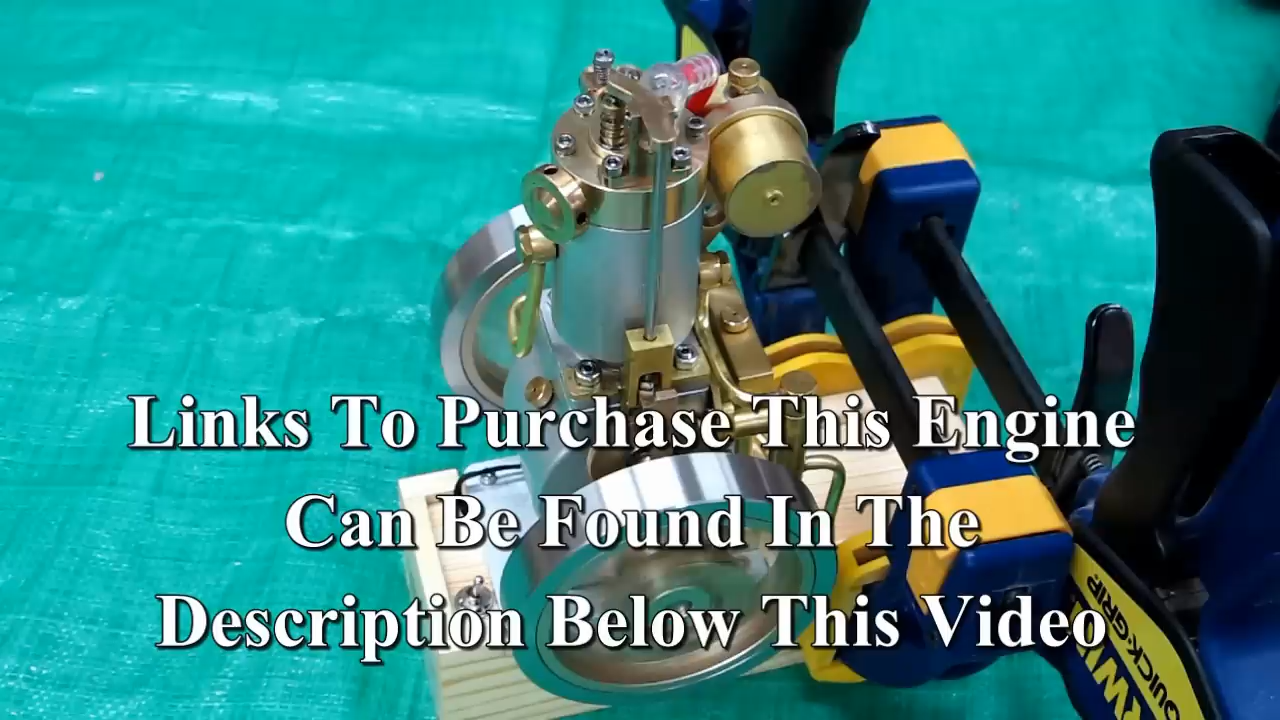 Links To Purchase This Engine
Can Be Found In The
Description Below This Video
QUICK-GRIP